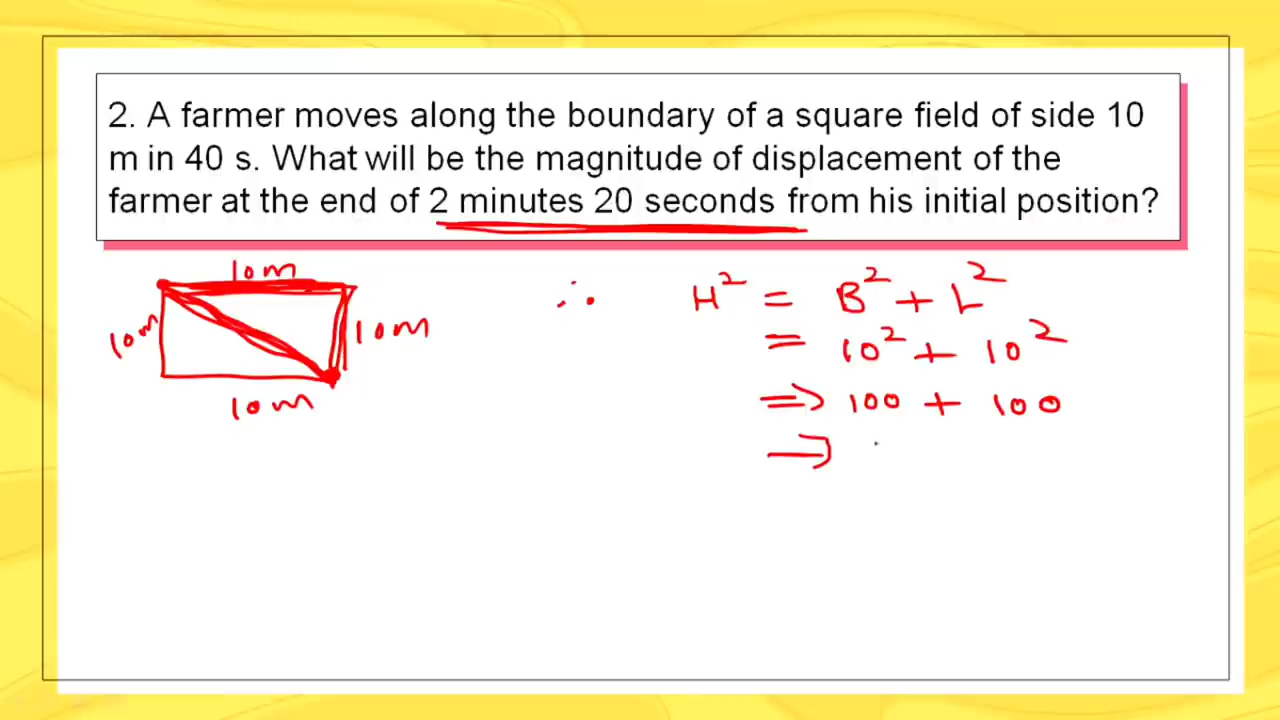 2. A farmer moves along the boundary of a square field of side 10
m in 40 s. What will be the magnitude of displacement of the
farmer at the end of 2 minutes 20 seconds from his initial position?
10m
10m
10m
10m
∴ H² = B² + L²
= 10² + 10²
⇒ 100 + 100
⇒